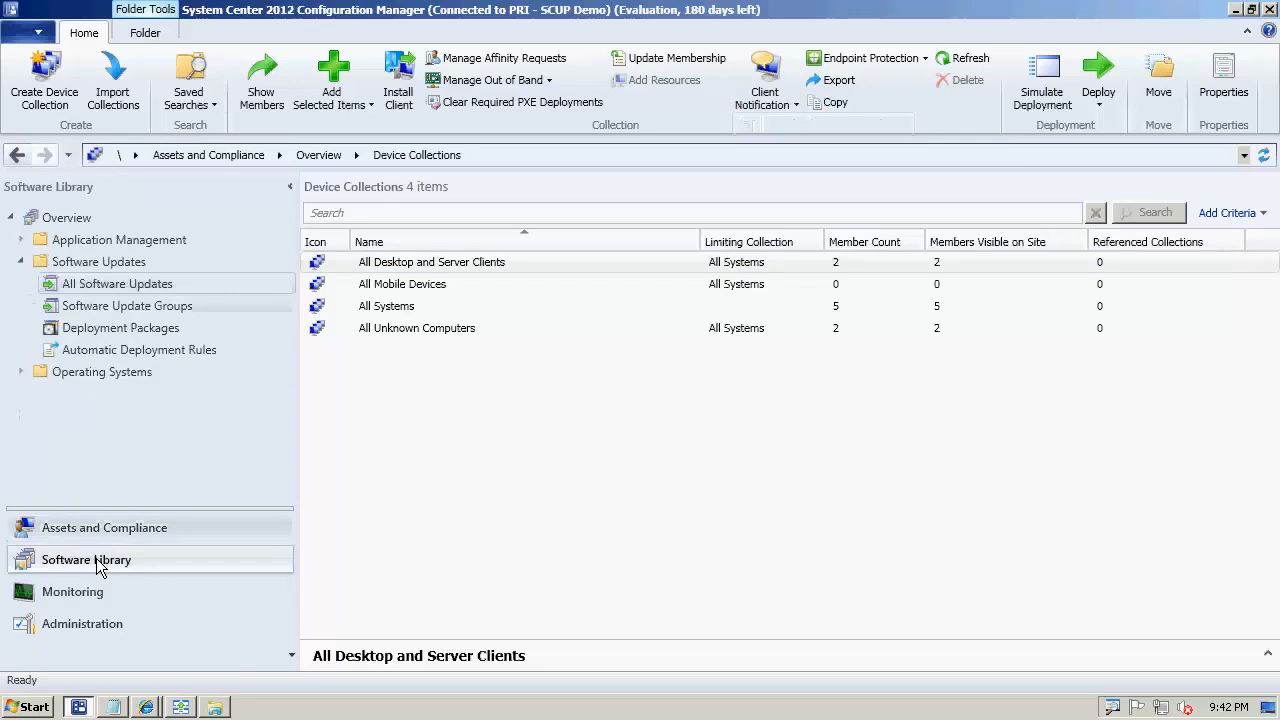 Folder Tools System Center 2012 Configuration Manager (Connected to PRI - SCUP Demo) (Evaluation, 180 days left)
Home Folder
Create Device Collection
Import Collections
Create
Saved Searches
Search
Show Members
Add Selected Items
Install Client
Manage Affinity Requests
Manage Out of Band
Clear Required PXE Deployments
Update Membership
Add Resources
Client Notification
Endpoint Protection
Export
Copy
Refresh
Delete
Collection
Simulate Deployment
Deploy
Deployment
Move
Move
Properties
Properties
\ Assets and Compliance Overview Device Collections
Software Library
Overview
Application Management
Software Updates
All Software Updates
Software Update Groups
Deployment Packages
Automatic Deployment Rules
Operating Systems
Assets and Compliance
Software Library
Monitoring
Administration
Device Collections 4 items
Search Search Add Criteria
Icon Name Limiting Collection Member Count Members Visible on Site Referenced Collections
All Desktop and Server Clients All Systems 2 2 0
All Mobile Devices All Systems 0 0 0
All Systems 5 5 0
All Unknown Computers All Systems 2 2 0
All Desktop and Server Clients
Ready
Start 9:42 PM